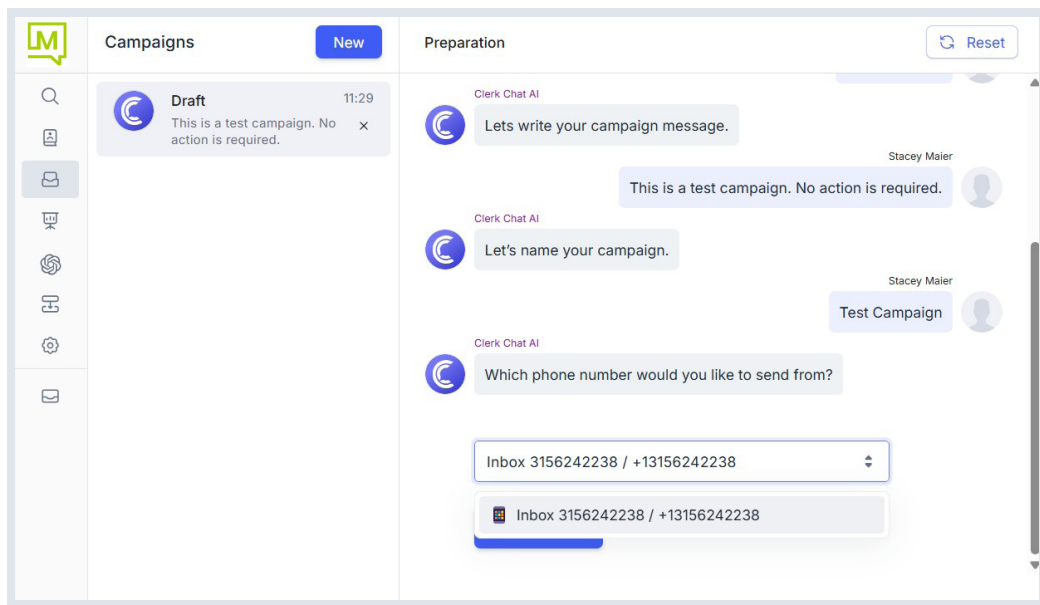 M
Campaigns
New
Preparation
Reset
Draft
11:29
This is a test campaign. No
action is required.
Clerk Chat AI
Lets write your campaign message.
Stacey Maier
This is a test campaign. No action is required.
Clerk Chat AI
Let’s name your campaign.
Stacey Maier
Test Campaign
Clerk Chat AI
Which phone number would you like to send from?
Inbox 3156242238 / +13156242238
Inbox 3156242238 / +13156242238